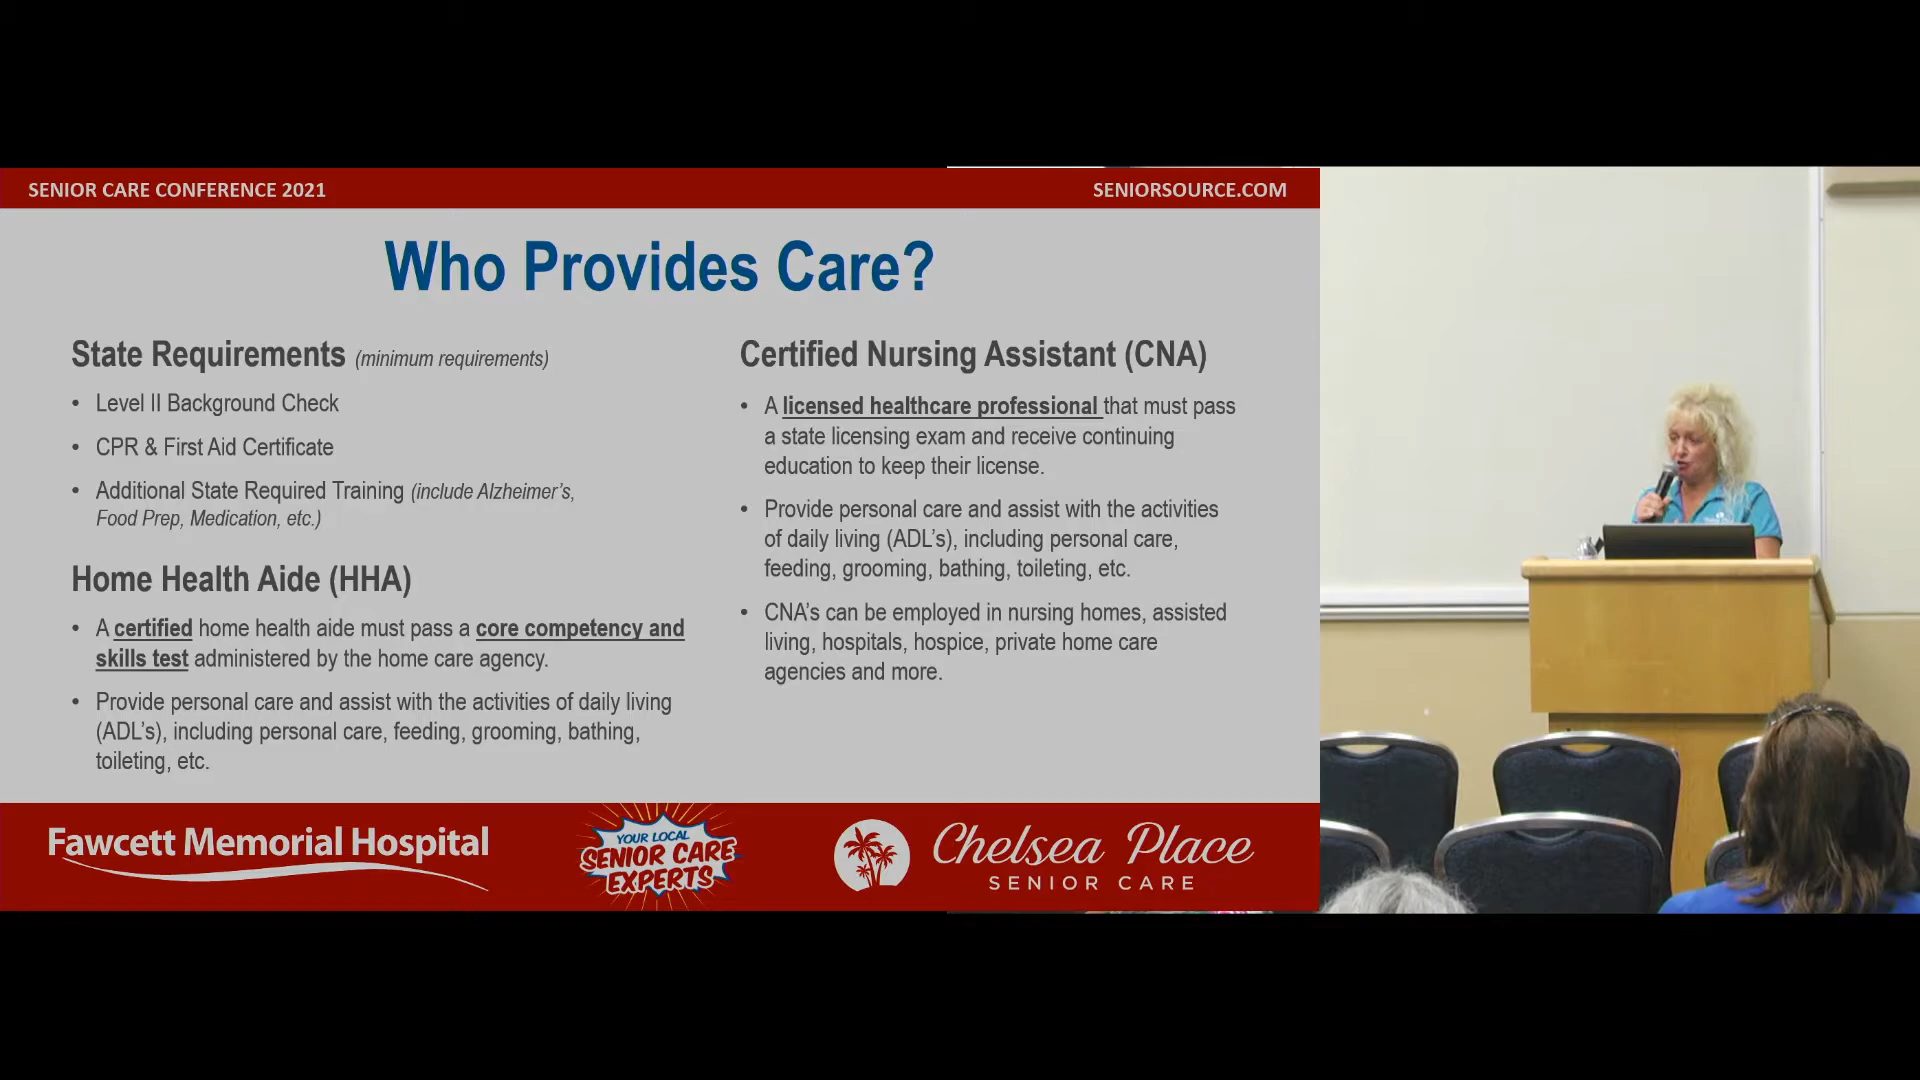 SENIOR CARE CONFERENCE 2021
SENIORSOURCE.COM
Who Provides Care?
State Requirements (minimum requirements)
• Level II Background Check
• CPR & First Aid Certificate
• Additional State Required Training (include Alzheimer's,
Food Prep, Medication, etc.)
Home Health Aide (HHA)
• A certified home health aide must pass a core competency and
skills test administered by the home care agency.
• Provide personal care and assist with the activities of daily living
(ADL's), including personal care, feeding, grooming, bathing,
toileting, etc.
Certified Nursing Assistant (CNA)
• A licensed healthcare professional that must pass
a state licensing exam and receive continuing
education to keep their license.
• Provide personal care and assist with the activities
of daily living (ADL's), including personal care,
feeding, grooming, bathing, toileting, etc.
• CNA's can be employed in nursing homes, assisted
living, hospitals, hospice, private home care
agencies and more.
Fawcett Memorial Hospital
YOUR LOCAL
SENIOR CARE
EXPERTS
Chelsea Place
SENIOR CARE